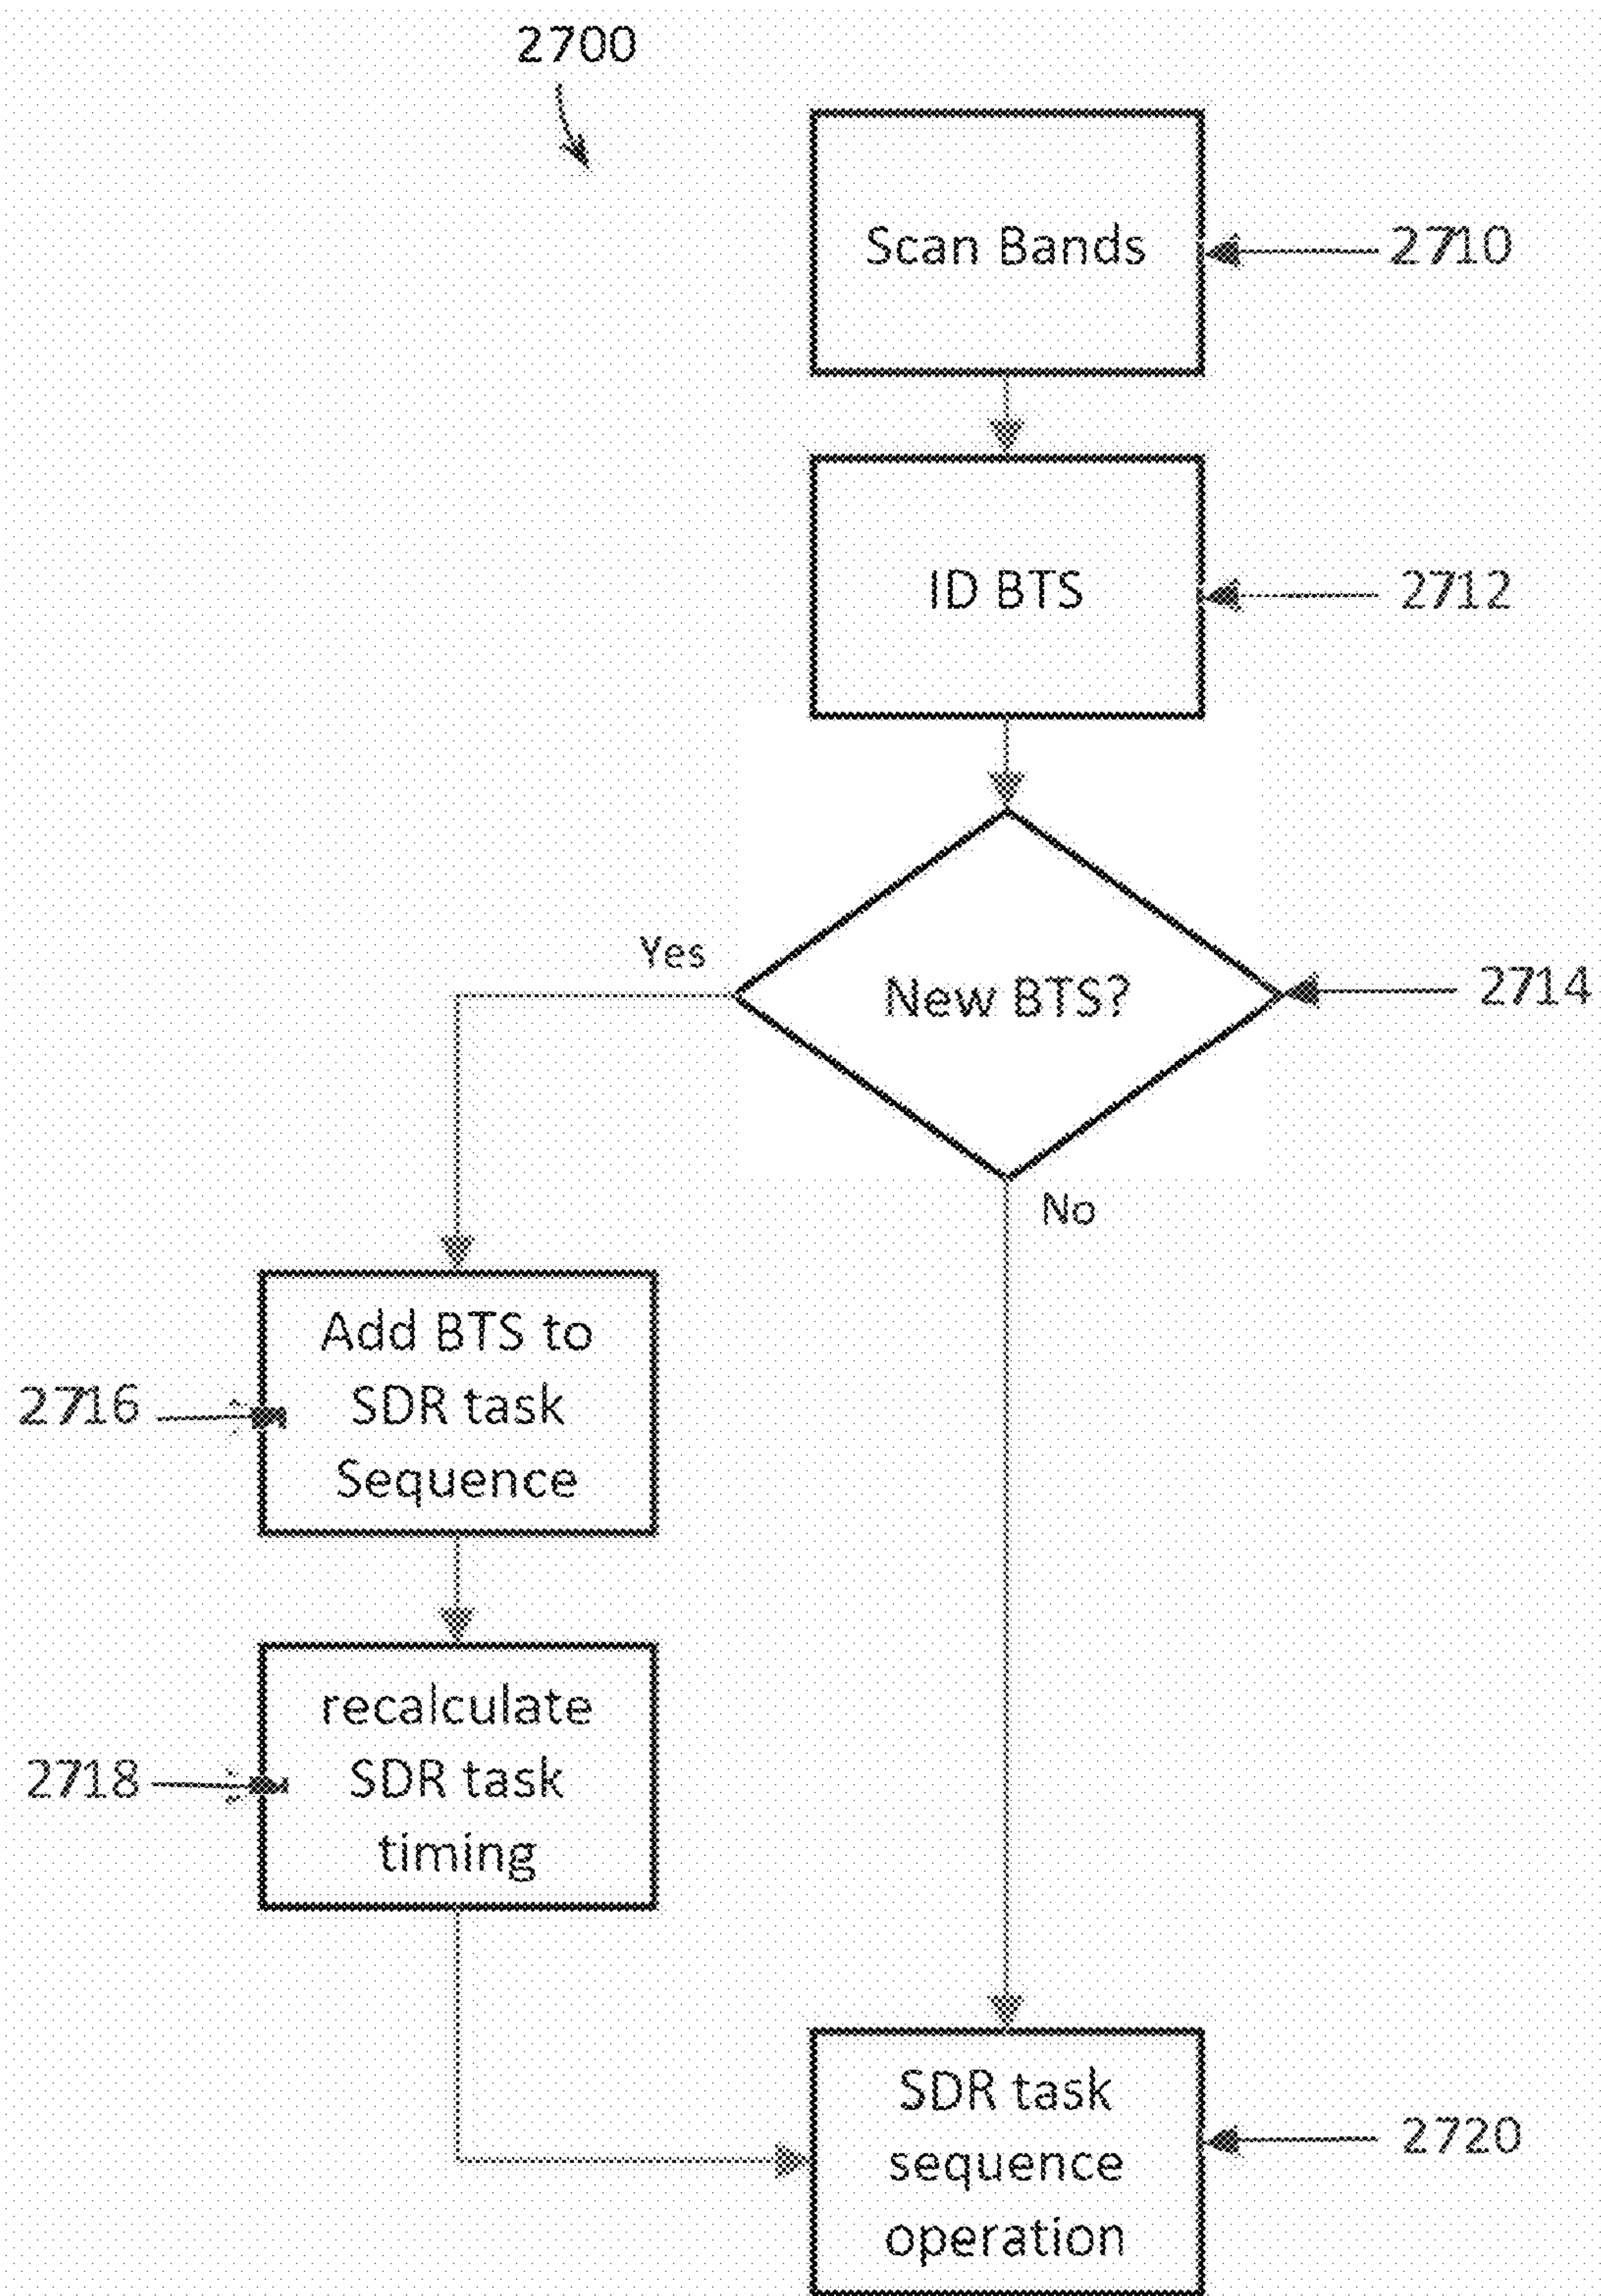 2700
Scan Bands
2710
ID BTS
2712
Yes
New BTS?
2714
No
Add BTS to
SDR task
Sequence
2716
recalculate
SDR task
timing
2718
SDR task
sequence
operation
2720